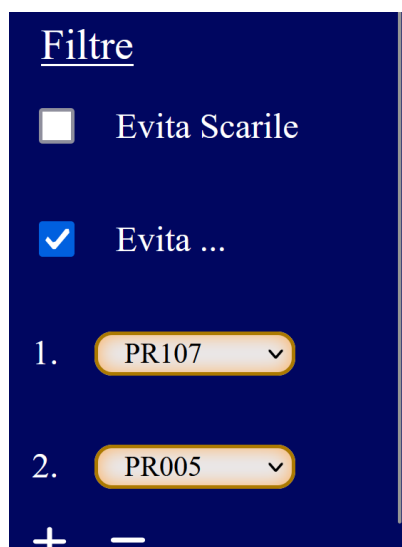 Filtre
Evita Scarile
Evita ...
1. PR107
2. PR005
+ −